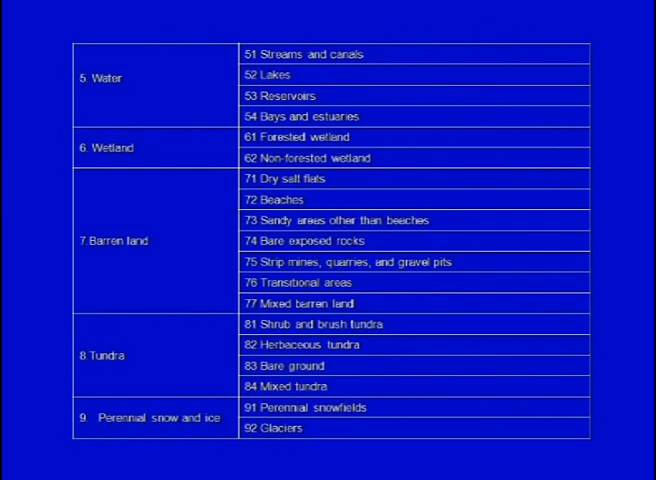 5. Water
51 Streams and canals
52 Lakes
53 Reservoirs
54 Bays and estuaries
6. Wetland
61 Forested wetland
62 Non-forested wetland
7.Barren land
71 Dry salt flats
72 Beaches
73 Sandy areas other than beaches
74 Bare exposed rocks
75 Strip mines, quarries, and gravel pits
76 Transitional areas
77 Mixed barren land
8.Tundra
81 Shrub and brush tundra
82 Herbaceous tundra
83 Bare ground
84 Mixed tundra
9. Perennial snow and ice
91 Perennial snowfields
92 Glaciers